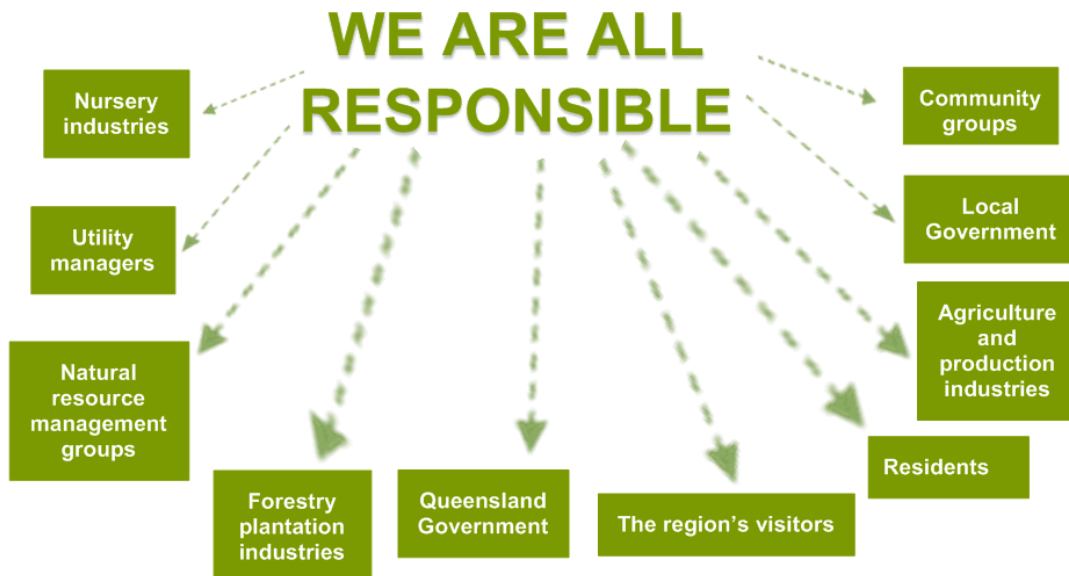 WE ARE ALL
RESPONSIBLE
Nursery
industries
Utility
managers
Natural
resource
management
groups
Forestry
plantation
industries
Queensland
Government
The region’s visitors
Residents
Agriculture
and
production
industries
Local
Government
Community
groups